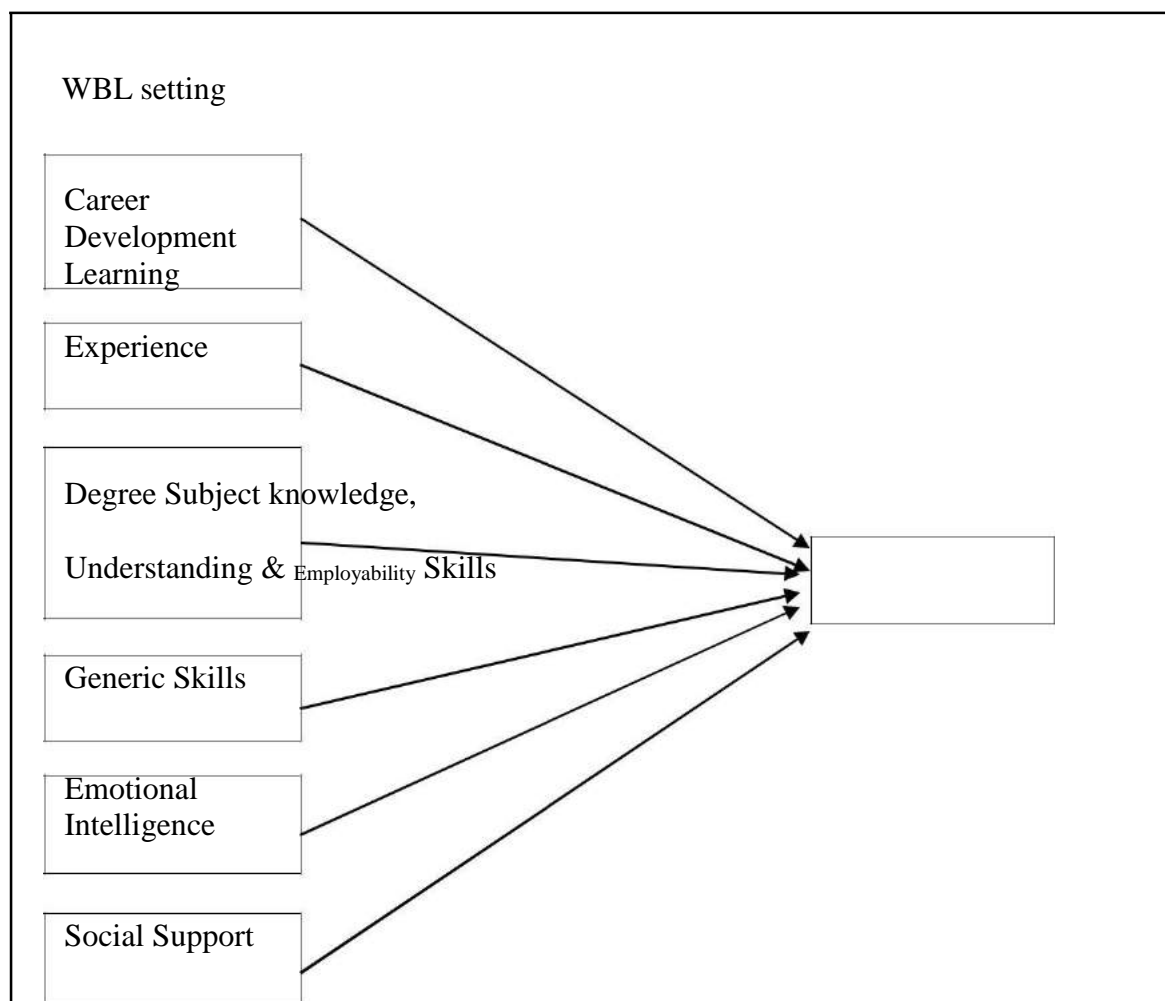 WBL setting
Career
Development
Learning
Experience
Degree Subject knowledge,
Understanding & Employability Skills
Generic Skills
Emotional
Intelligence
Social Support